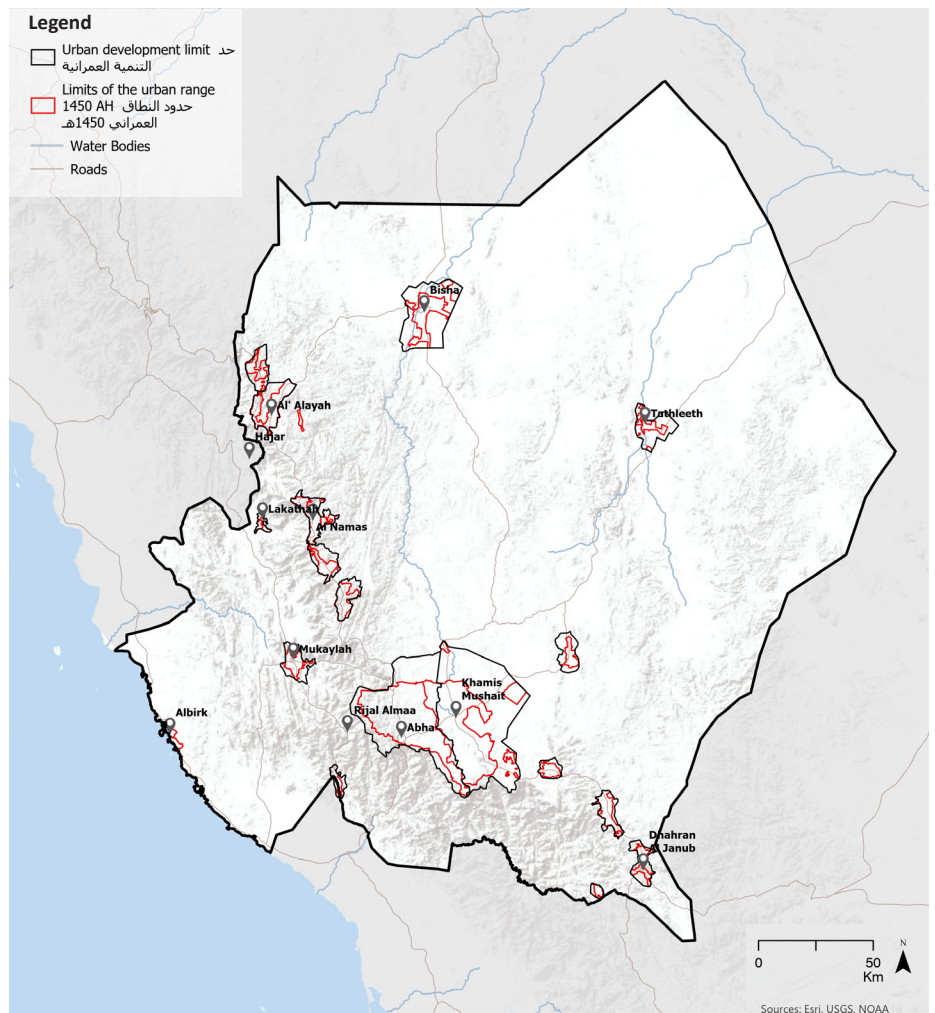 Legend
Urban development limit حد
التنمية العمرانية
Limits of the urban range
1450 AH حدود النطاق
العمراني 1450هـ
Water Bodies
Roads
Bisha
Al' Alayah
Tathleeth
Hajar
Lakathah
Al Namas
Mukaylah
Khamis
Mushait
Albirk
Rijal Almaa
Abha
Dhahran
Al Janub
N
0 50
Km
Sources: Esri, USGS, NOAA